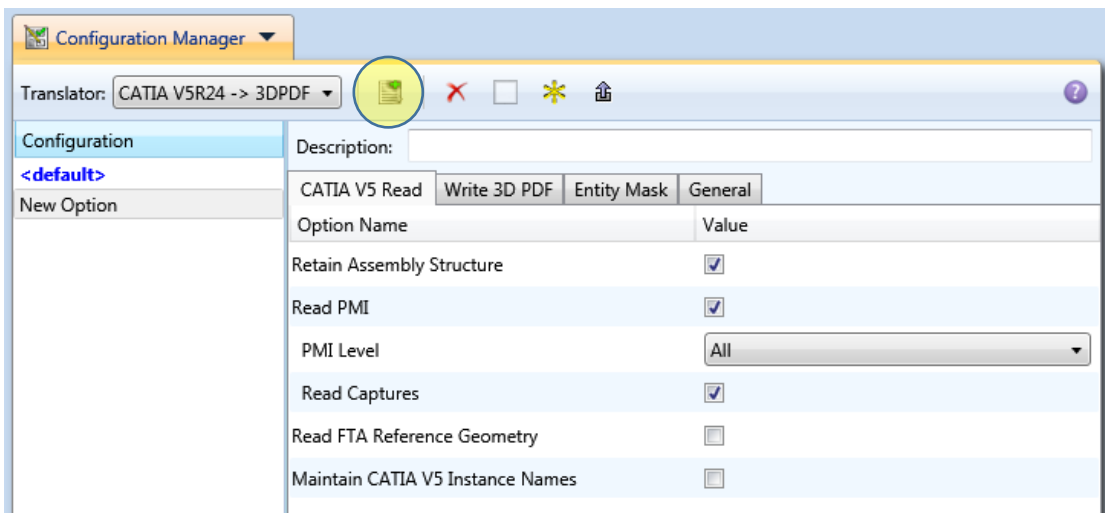 Configuration Manager
Translator: CATIA V5R24 -> 3DPDF
Configuration
Description:
<default>
New Option
CATIA V5 Read Write 3D PDF Entity Mask General
Option Name Value
Retain Assembly Structure
Read PMI
PMI Level All
Read Captures
Read FTA Reference Geometry
Maintain CATIA V5 Instance Names